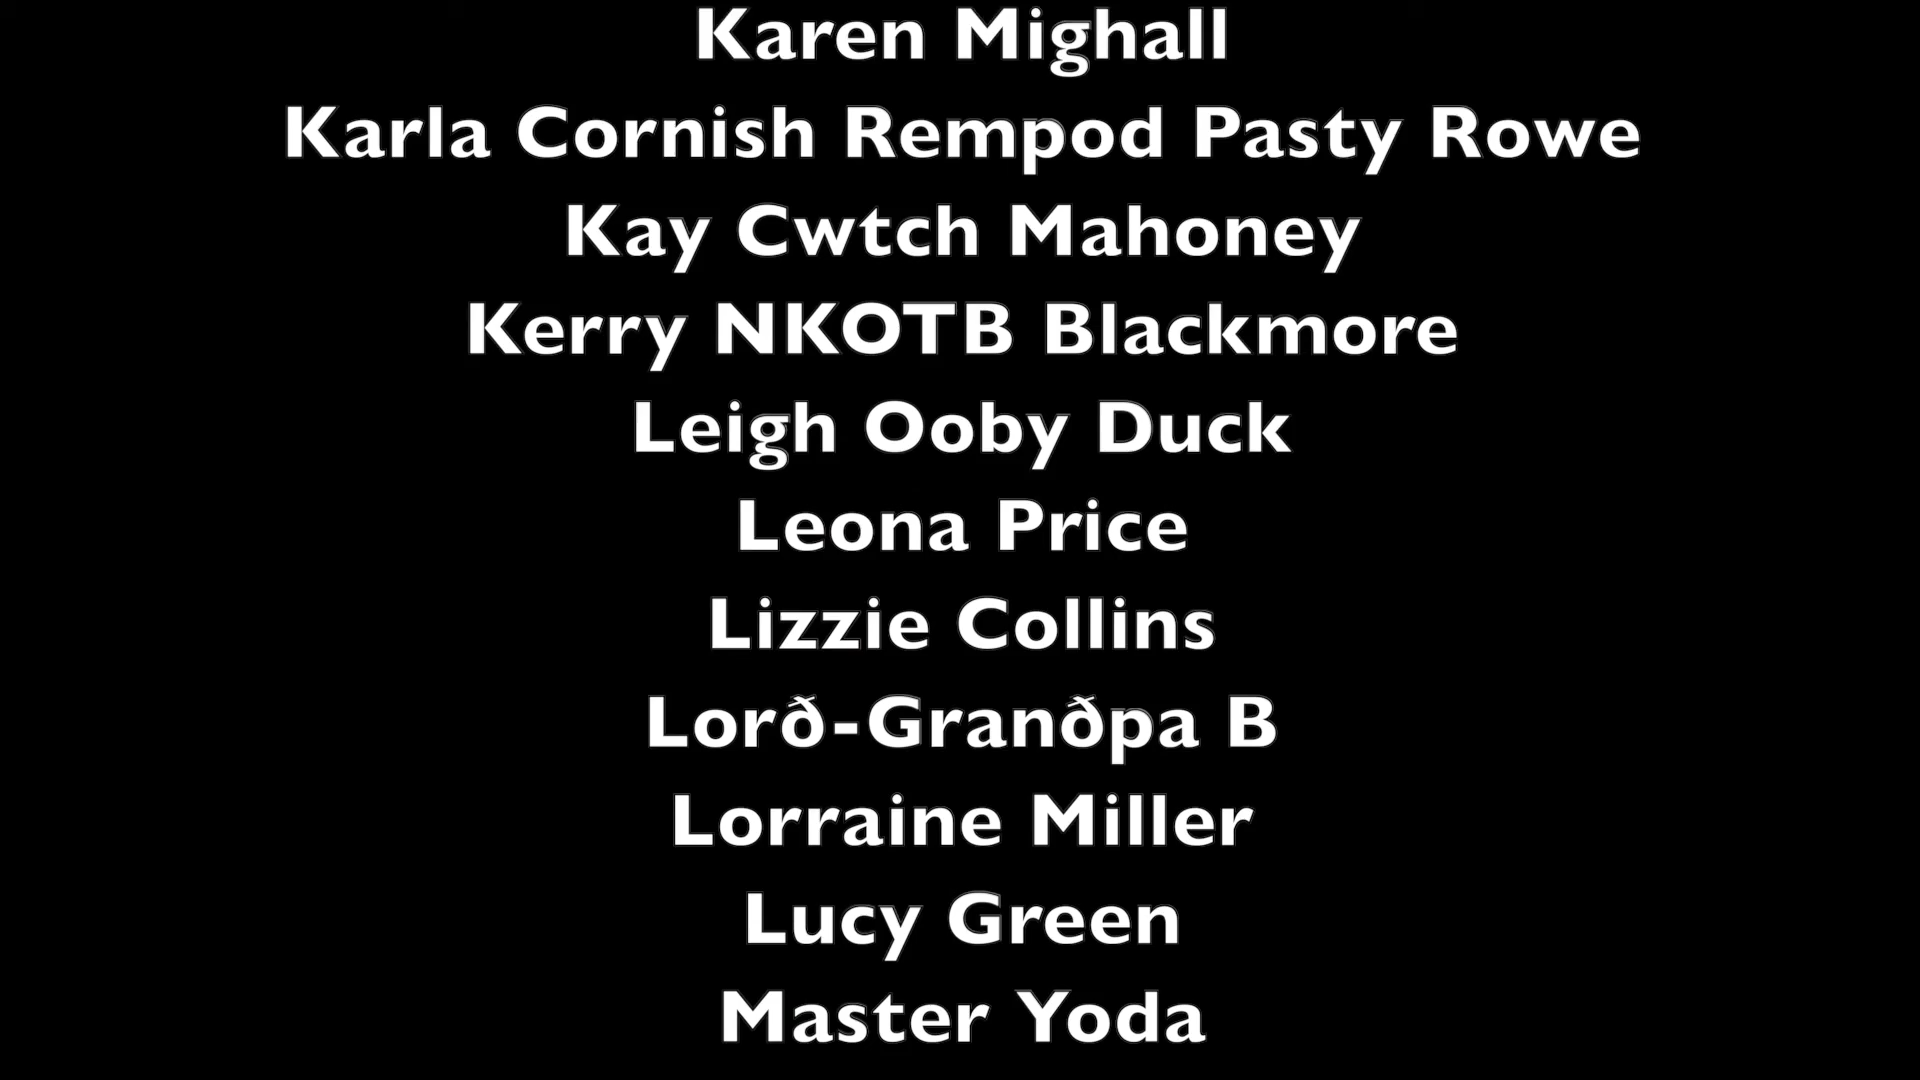 Karen Mighall
Karla Cornish Rempod Pasty Rowe
Kay Cwtch Mahoney
Kerry NKOTB Blackmore
Leigh Ooby Duck
Leona Price
Lizzie Collins
Lorð-Granðpa B
Lorraine Miller
Lucy Green
Master Yoda